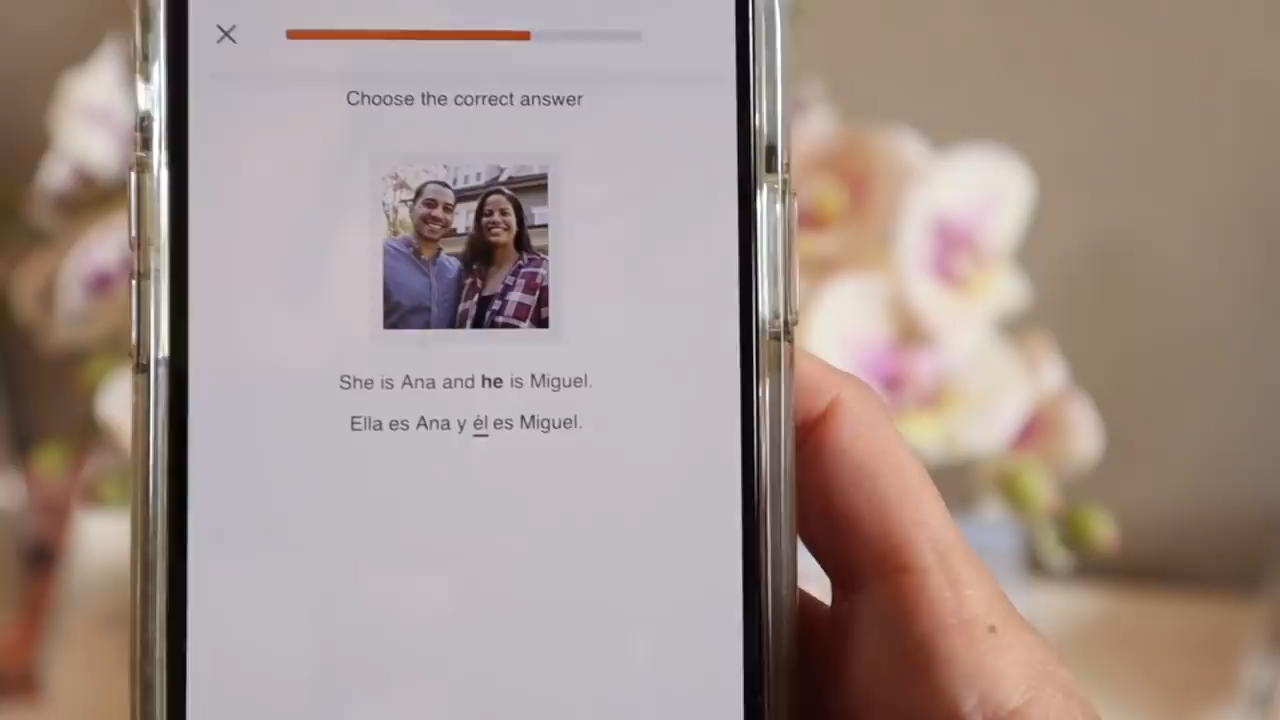 Choose the correct answer
She is Ana and he is Miguel.
Ella es Ana y él es Miguel.